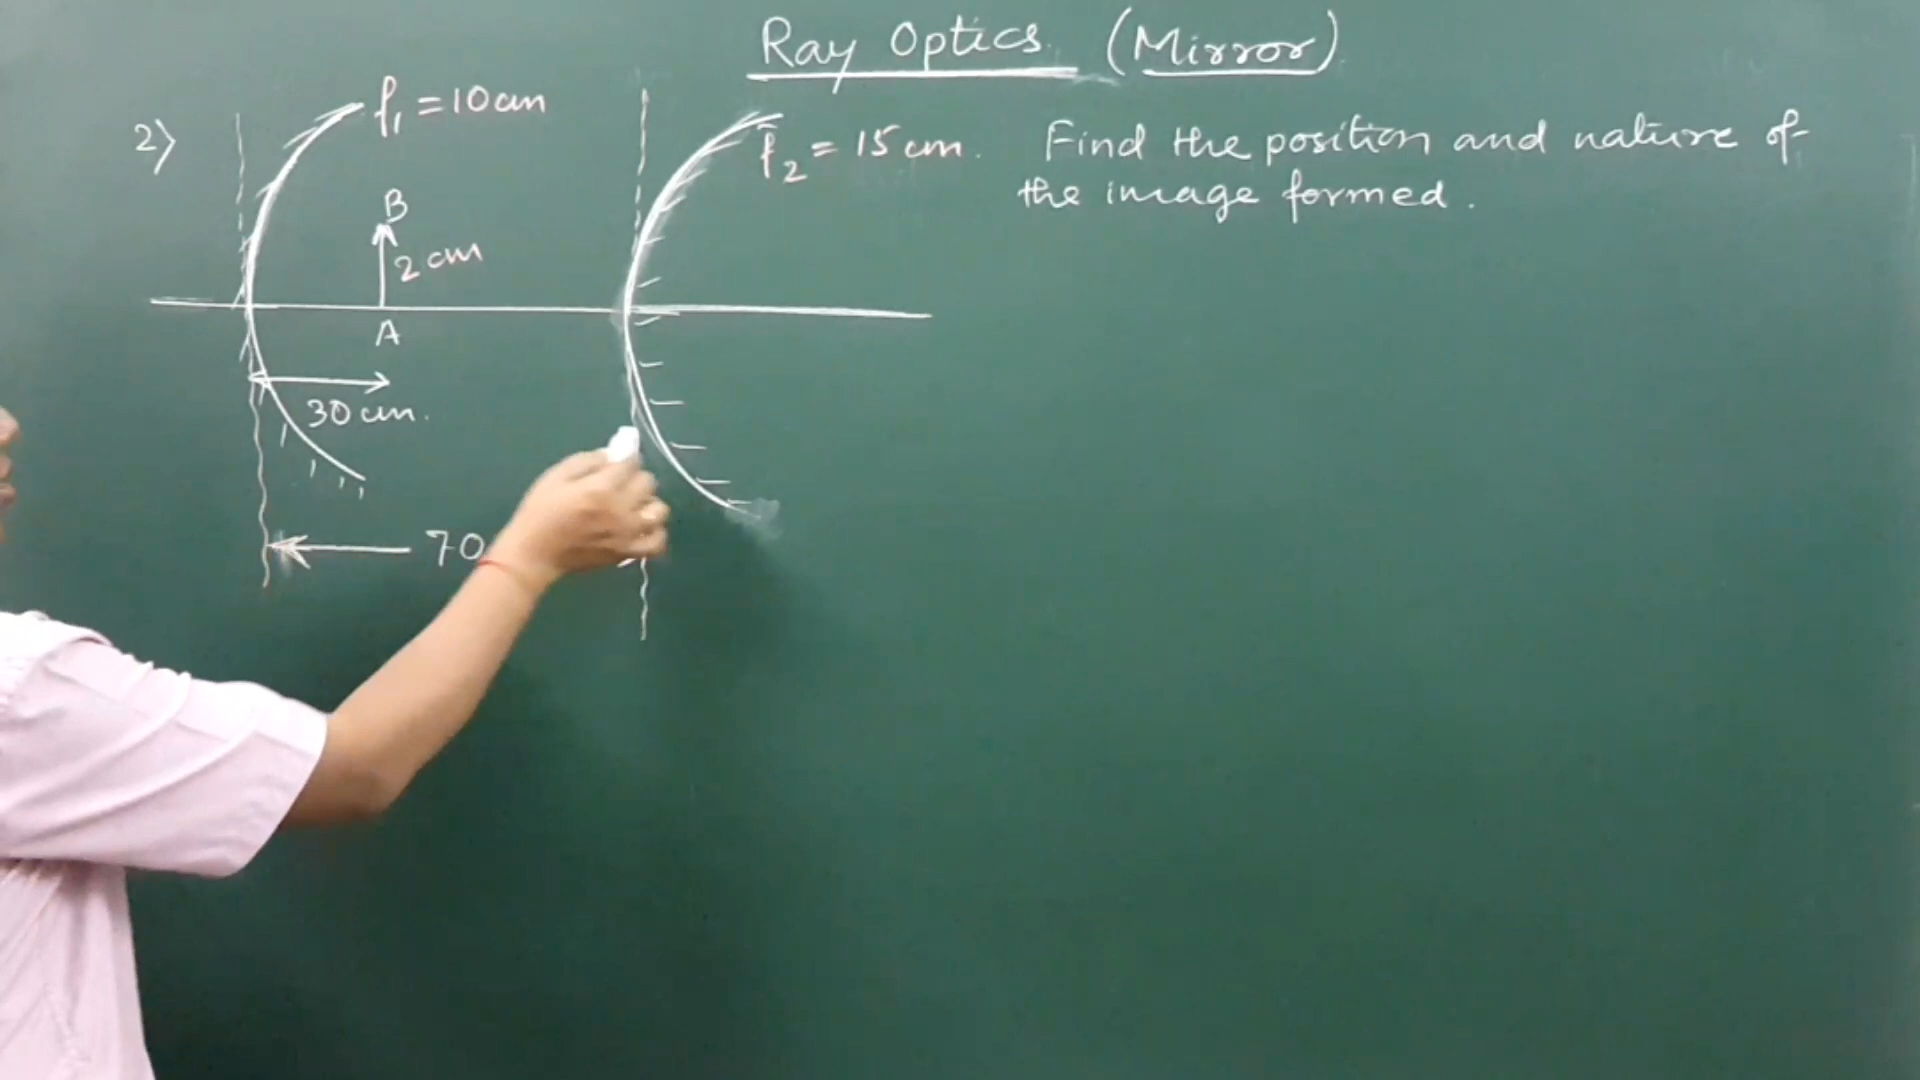 Ray Optics (Mirror)
2) f₁ = 10 cm
f₂ = 15 cm.
Find the position and nature of
the image formed.
B
2 cm
A
30 cm.
70